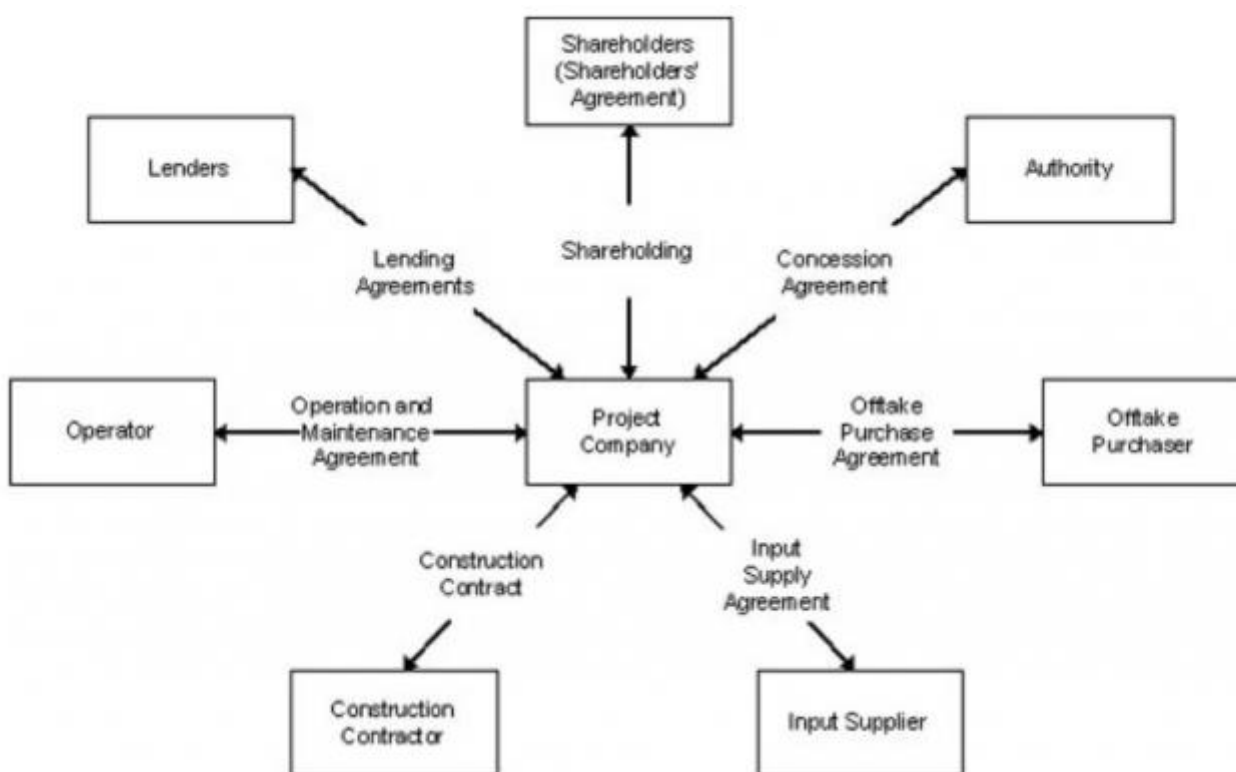 Shareholders
(Shareholders'
Agreement)
Lenders
Authority
Lending
Agreements
Shareholding
Concession
Agreement
Operator
Operation and
Maintenance
Agreement
Project
Company
Offtake
Purchase
Agreement
Offtake
Purchaser
Construction
Contract
Input
Supply
Agreement
Construction
Contractor
Input Supplier